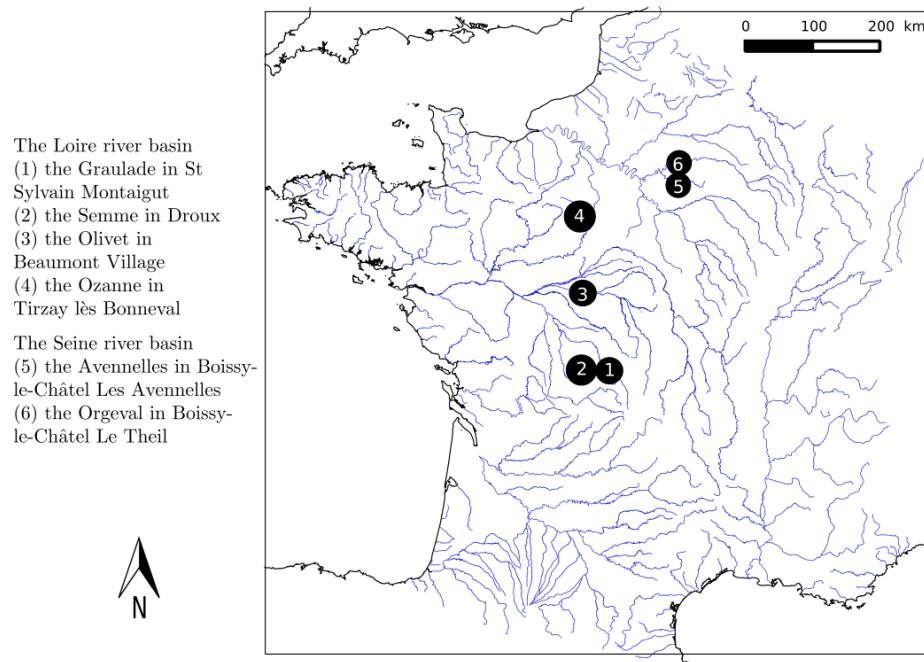 0 100 200 km
The Loire river basin
(1) the Graulade in St
Sylvain Montaigut
(2) the Semme in Droux
(3) the Olivet in
Beaumont Village
(4) the Ozanne in
Tirzay lès Bonneval
The Seine river basin
(5) the Avennelles in Boissy-
le-Châtel Les Avennelles
(6) the Orgeval in Boissy-
le-Châtel Le Theil
6
5
4
3
2 1
N